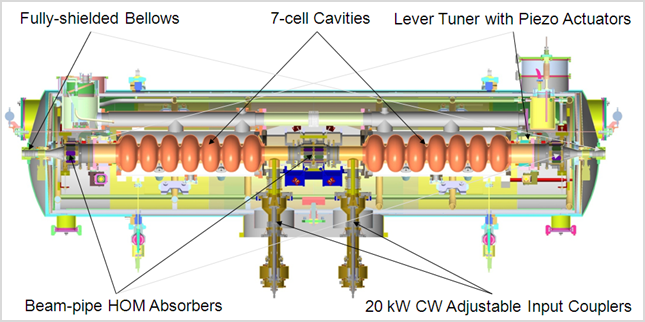 Fully-shielded Bellows
7-cell Cavities
Lever Tuner with Piezo Actuators
Beam-pipe HOM Absorbers
20 kW CW Adjustable Input Couplers